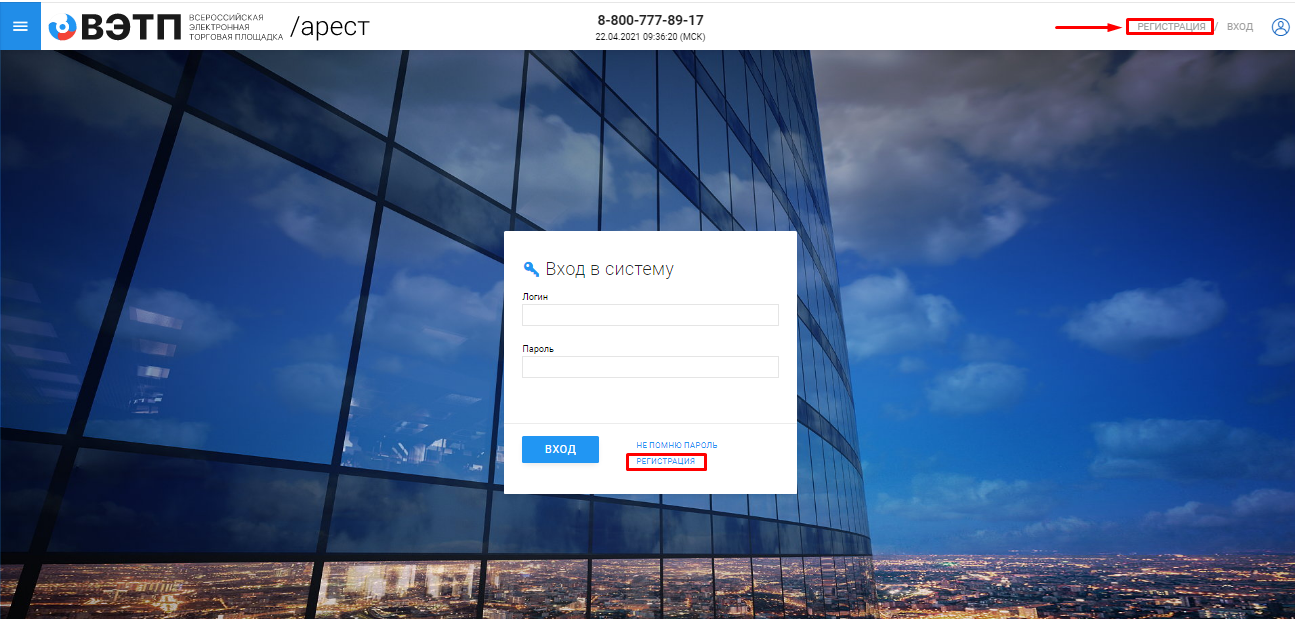 ВЭТП
ВСЕРОССИЙСКАЯ
ЭЛЕКТРОННАЯ
ТОРГОВАЯ ПЛОЩАДКА
/арест
8-800-777-89-17
22.04.2021 09:36:20 (МСК)
РЕГИСТРАЦИЯ / ВХОД
Вход в систему
Логин
Пароль
ВХОД
НЕ ПОМНЮ ПАРОЛЬ
РЕГИСТРАЦИЯ